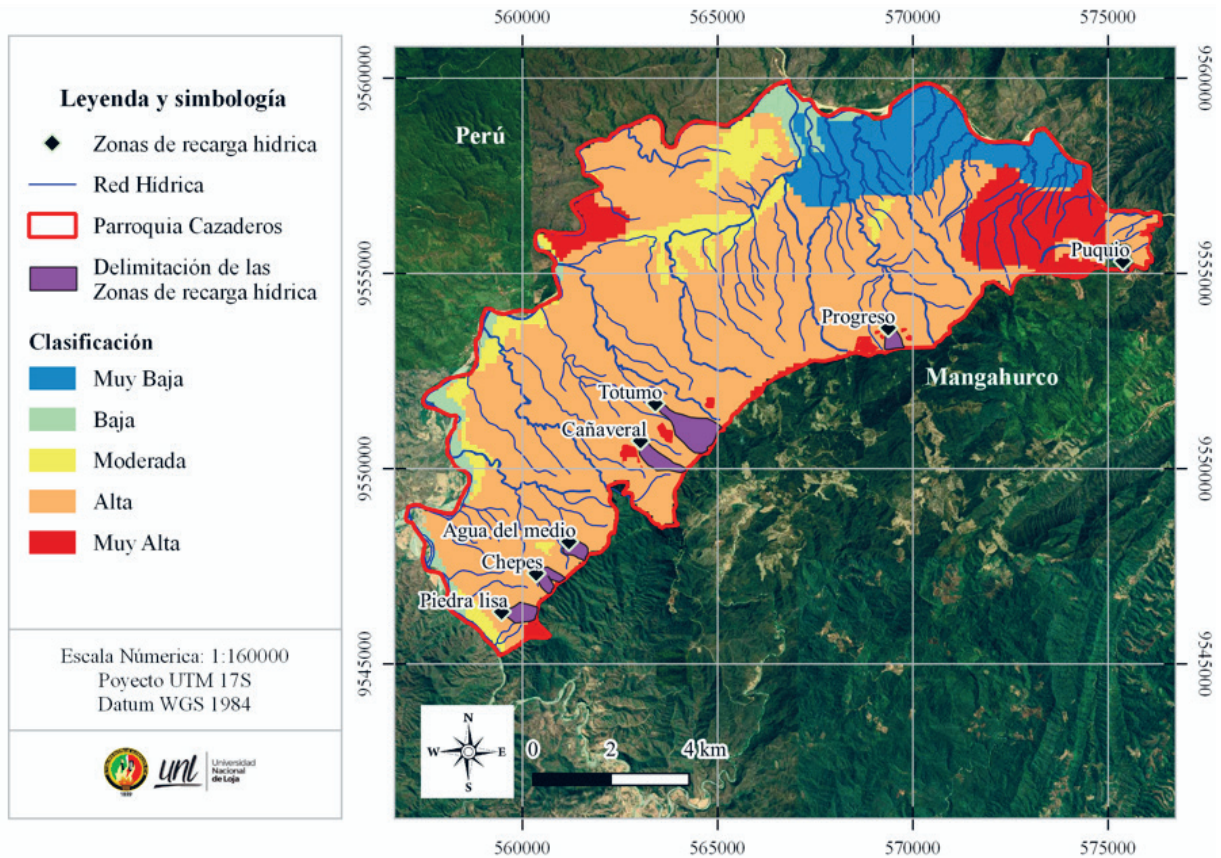 Leyenda y simbología
Zonas de recarga hídrica
Red Hídrica
Parroquia Cazaderos
Delimitación de las
Zonas de recarga hídrica
Clasificación
Muy Baja
Baja
Moderada
Alta
Muy Alta
Escala Númerica: 1:160000
Poyecto UTM 17S
Datum WGS 1984
1859
unl
Universidad
Nacional
de Loja
560000
565000
570000
575000
9560000
9560000
Perú
Puquio
9555000
9555000
Progreso
Mangahurco
Totumo
Cañaveral
9550000
9550000
Agua del medio
Chepes
Piedra lisa
9545000
9545000
N
W
E
S
0
2
4 km
560000
565000
570000
575000